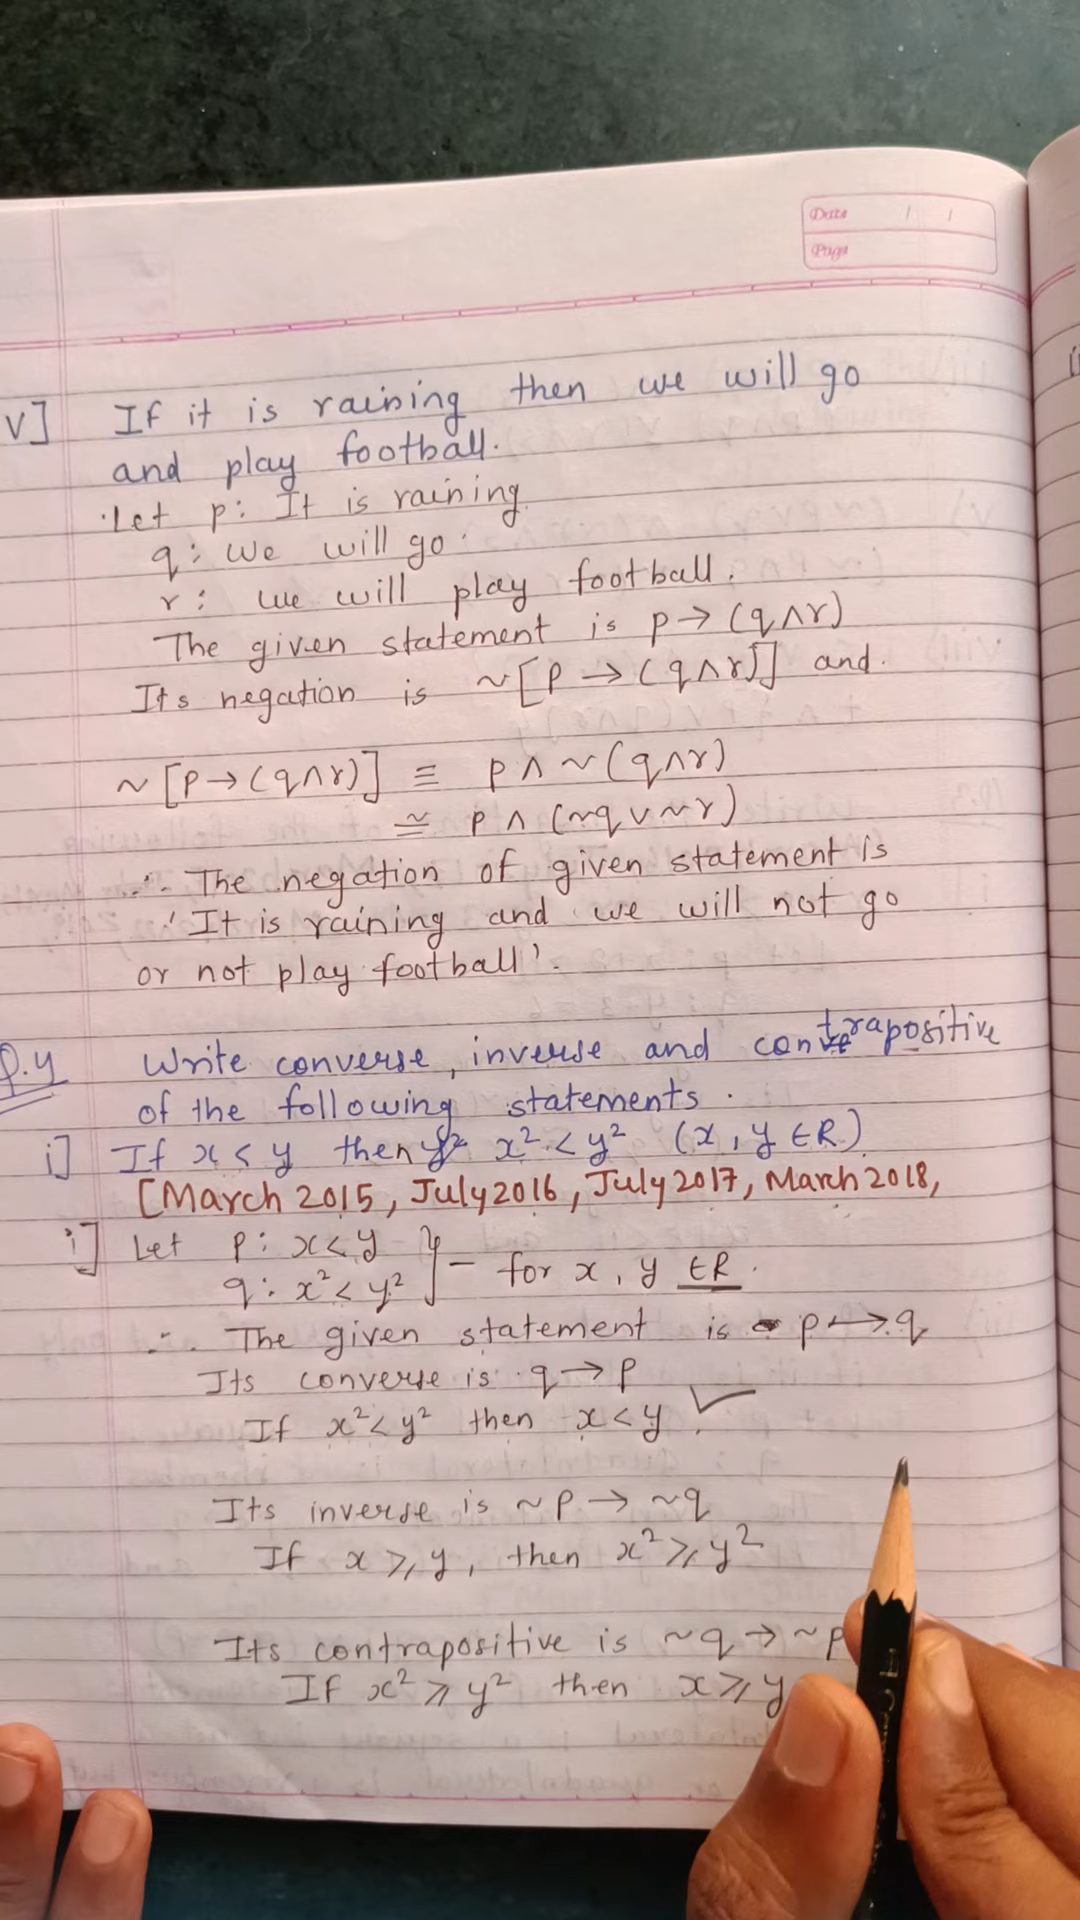 Date / /
Page
v] If it is raining then we will go
and play football.
Let p: It is raining
q: we will go.
r: we will play football.
The given statement is p → (q ∧ r)
Its negation is ~[p → (q ∧ r)] and.
~[p → (q ∧ r)] ≡ p ∧ ~(q ∧ r)
≅ p ∧ (~q ∨ ~r)
∴ The negation of given statement is
'It is raining and we will not go
or not play football'.
Q.4 Write converse, inverse and contrapositive
of the following statements.
i] If x < y then x² < y² (x, y ∈ R)
[March 2015, July 2016, July 2017, March 2018,
i] Let p: x < y
q: x² < y² } – for x, y ∈ R.
∴ The given statement is p → q
Its converse is q → p
If x² < y² then x < y. ✓
Its inverse is ~p → ~q
If x ⩾ y, then x² ⩾ y²
Its contrapositive is ~q → ~p
If x² ⩾ y² then x ⩾ y